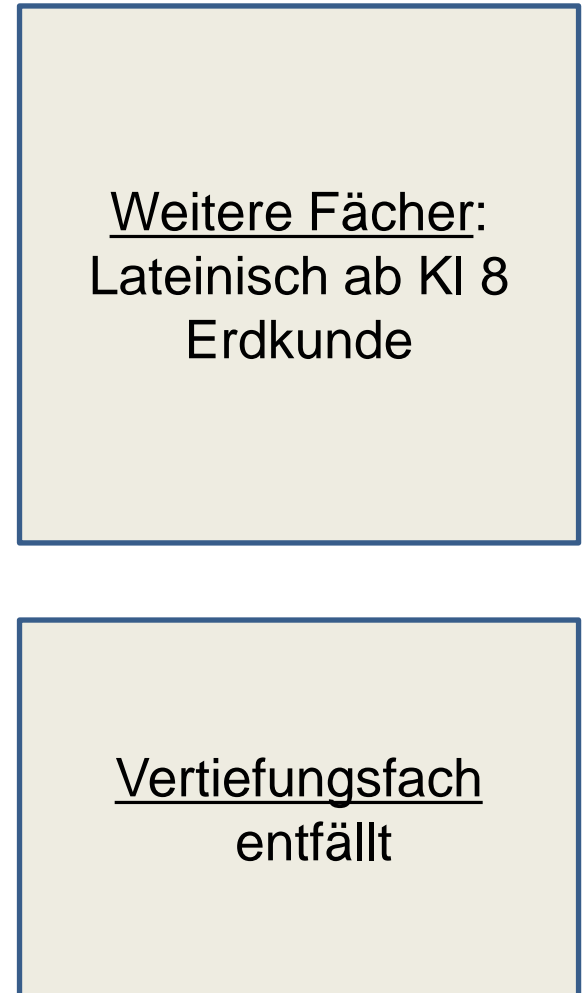 Weitere Fächer:
Lateinisch ab Kl 8
Erdkunde
Vertiefungsfach
entfällt